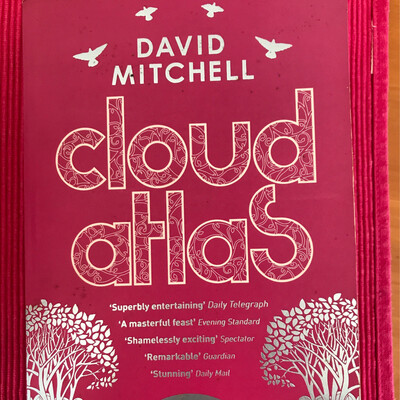 DAVID
MITCHELL
cloud
atlas
‘Superbly entertaining’ Daily Telegraph
‘A masterful feast’ Evening Standard
‘Shamelessly exciting’ Spectator
‘Remarkable’ Guardian
‘Stunning’ Daily Mail